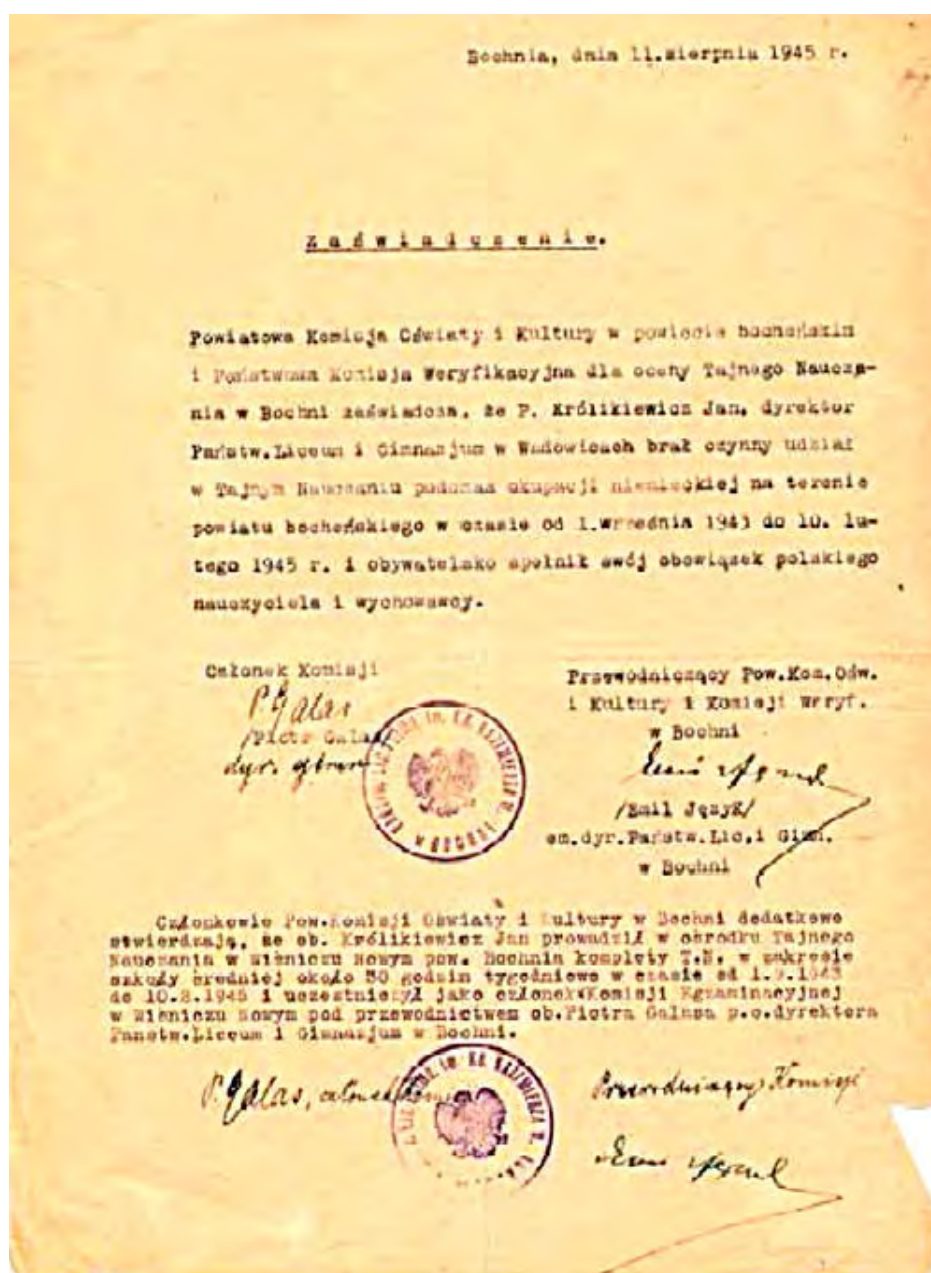 Bochnia, dnia 11.sierpnia 1945 r.
Zaświadczenie.
Powiatowa Komisja Oświaty i Kultury w powiecie bocheńskim
i Państwowa Komisja Weryfikacyjna dla oceny Tajnego Naucza-
nia w Bochni zaświadcza, że P. Królikiewicz Jan, dyrektor
Państw.Liceum i Gimnazjum w Wadowicach brał czynny udział
w Tajnym Nauczaniu podczas okupacji niemieckiej na terenie
powiatu bocheńskiego w czasie od 1.września 1943 do 10. lu-
tego 1945 r. i obywatelsko spełnił swój obowiązek polskiego
nauczyciela i wychowawcy.
Członek Komisji
P Galas
/Piotr Galas/
dyr.
W BOCHNI
Przewodniczący Pow.Kom.Ośw.
i Kultury i Komisji Weryf.
w Bochni
/Emil Język/
em.dyr.Państw.Lic.i Gimn.
w Bochni
Członkowie Pow.Komisji Oświaty i Kultury w Bochni dodatkowo
stwierdzają, że ob. Królikiewicz Jan prowadził w ośrodku Tajnego
Nauczania w Wiśniczu Nowym pow. Bochnia komplety T.N. w zakresie
szkoły średniej około 30 godzin tygodniowo w czasie od 1.9.1943
do 10.2.1945 i uczestniczył jako członek Komisji Egzaminacyjnej
w Wiśniczu Nowym pod przewodnictwem ob.Piotra Galasa p.o.dyrektora
Państw.Liceum i Gimnazjum w Bochni.
P. Galas, członek
KAZIMIERZA W.
Przewodniczący Komisji